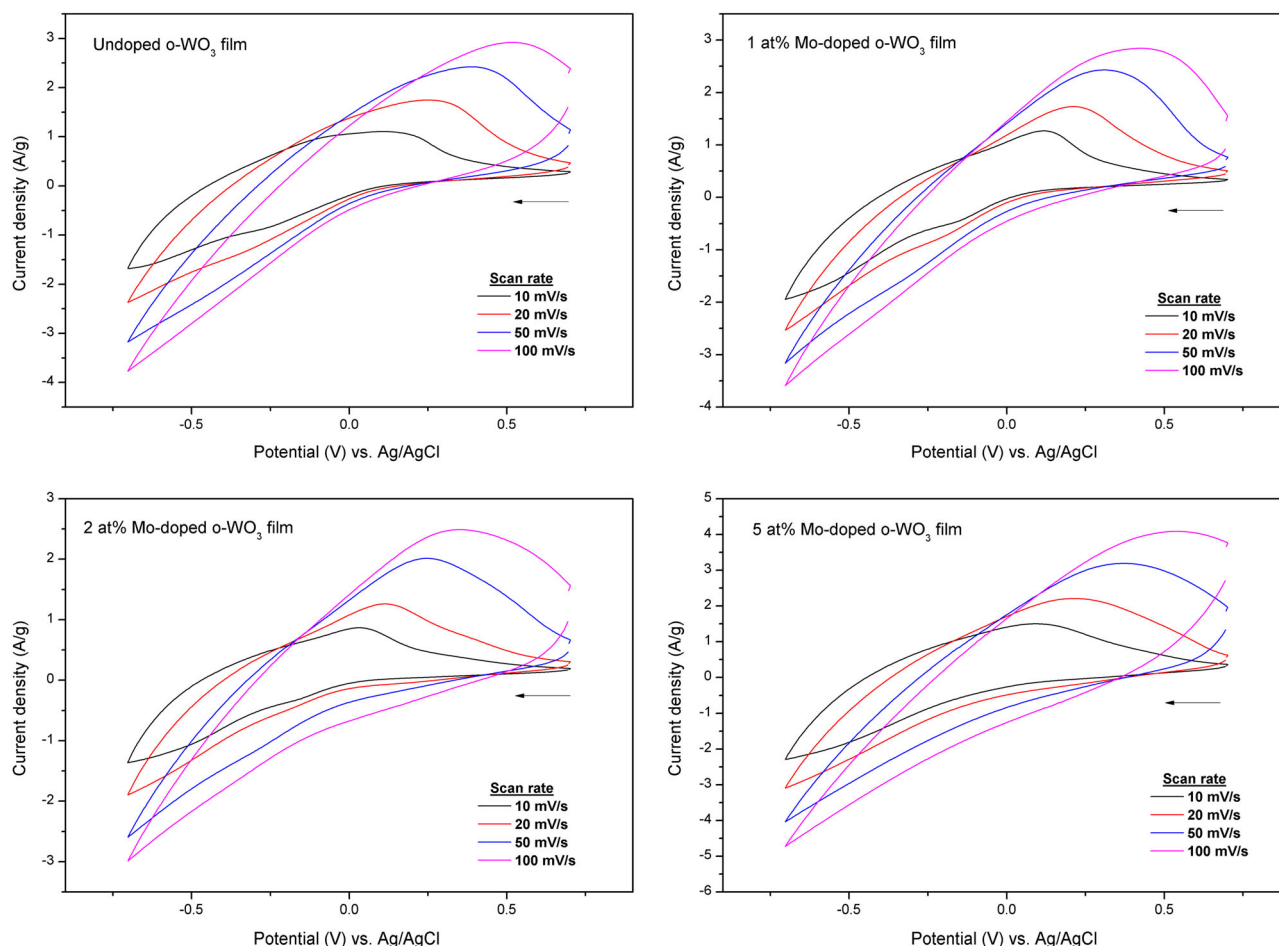 Undoped o-WO₃ film
Current density (A/g)
3
2
1
0
-1
-2
-3
-4
Scan rate
10 mV/s
20 mV/s
50 mV/s
100 mV/s
-0.5
0.0
0.5
Potential (V) vs. Ag/AgCl
1 at% Mo-doped o-WO₃ film
Current density (A/g)
3
2
1
0
-1
-2
-3
-4
Scan rate
10 mV/s
20 mV/s
50 mV/s
100 mV/s
-0.5
0.0
0.5
Potential (V) vs. Ag/AgCl
2 at% Mo-doped o-WO₃ film
Current density (A/g)
3
2
1
0
-1
-2
-3
Scan rate
10 mV/s
20 mV/s
50 mV/s
100 mV/s
-0.5
0.0
0.5
Potential (V) vs. Ag/AgCl
5 at% Mo-doped o-WO₃ film
Current density (A/g)
5
4
3
2
1
0
-1
-2
-3
-4
-5
-6
Scan rate
10 mV/s
20 mV/s
50 mV/s
100 mV/s
-0.5
0.0
0.5
Potential (V) vs. Ag/AgCl